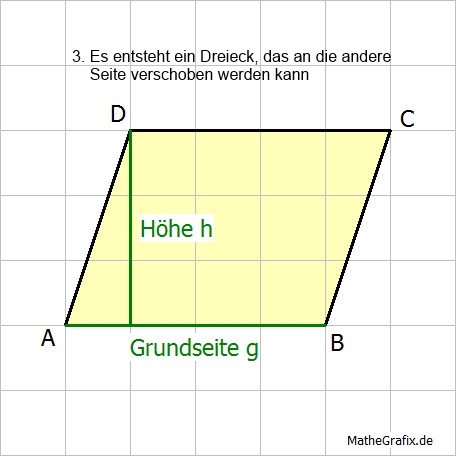 3. Es entsteht ein Dreieck, das an die andere
Seite verschoben werden kann
D
C
Höhe h
A
B
Grundseite g
MatheGrafix.de